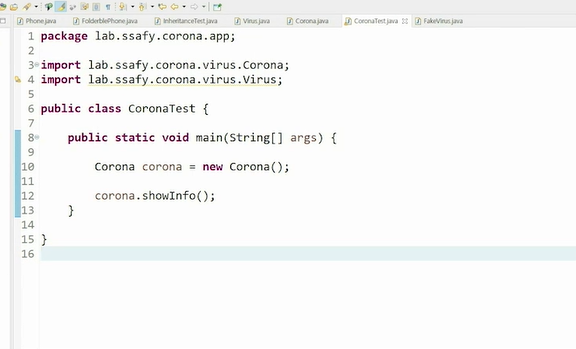 Phone.java FolderblePhone.java InheritanceTest.java Virus.java Corona.java CoronaTest.java FakeVirus.java
1 package lab.ssafy.corona.app;
2
3 import lab.ssafy.corona.virus.Corona;
4 import lab.ssafy.corona.virus.Virus;
5
6 public class CoronaTest {
7
8 public static void main(String[] args) {
9
10 Corona corona = new Corona();
11
12 corona.showInfo();
13 }
14
15 }
16